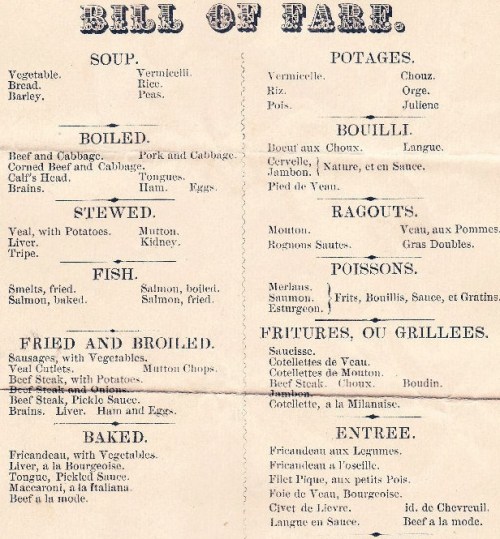 BILL OF FARE.
SOUP.
Vegetable. Vermicelli.
Bread. Rice.
Barley. Peas.
BOILED.
Beef and Cabbage. Pork and Cabbage.
Corned Beef and Cabbage.
Calf's Head. Tongues.
Brains. Ham. Eggs.
STEWED.
Veal, with Potatoes. Mutton.
Liver. Kidney.
Tripe.
FISH.
Smelts, fried. Salmon, boiled.
Salmon, baked. Salmon, fried.
FRIED AND BROILED.
Sausages, with Vegetables.
Veal Cutlets. Mutton Chops.
Beef Steak, with Potatoes.
Beef Steak and Onions.
Beef Steak, Pickle Sauce.
Brains. Liver. Ham and Eggs.
BAKED.
Fricandeau, with Vegetables.
Liver, a la Bourgeoise.
Tongue, Pickled Sauce.
Maccaroni, a la Italiana.
Beef a la mode.
POTAGES.
Vermicelle. Chouz.
Riz. Orge.
Pois. Juliene
BOUILLI.
Boeuf aux Choux. Langue.
Cervelle,
Jambon. } Nature, et en Sauce.
Pied de Veau.
RAGOUTS.
Mouton. Veau, aux Pommes.
Rognons Sautes. Gras Doubles.
POISSONS.
Merlans.
Saumon. } Frits, Bouillis, Sauce, et Gratins.
Esturgeon.
FRITURES, OU GRILLEES.
Saucisse.
Cotellettes de Veau.
Cotellettes de Mouton.
Beef Steak. Choux. Boudin.
Jambon.
Cotellette, a la Milanaise.
ENTREE.
Fricandeau aux Legumes.
Fricandeau a l'oseille.
Filet Pique, aux petits Pois.
Foie de Veau, Bourgeoise.
Civet de Lievre. id. de Chevreuil.
Langue en Sauce. Beef a la mode.